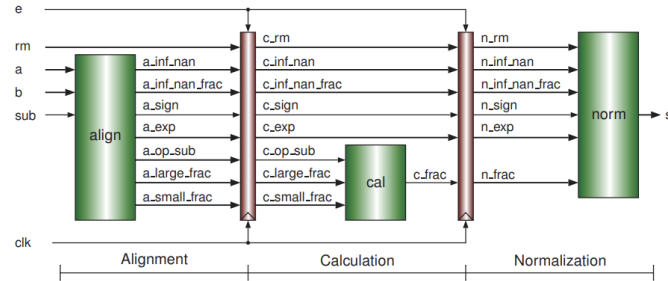 e
rm
a
b
sub
clk
align
a_inf_nan
a_inf_nan_frac
a_sign
a_exp
a_op_sub
a_large_frac
a_small_frac
c_rm
c_inf_nan
c_inf_nan_frac
c_sign
c_exp
c_op_sub
c_large_frac
c_small_frac
cal
c_frac
n_rm
n_inf_nan
n_inf_nan_frac
n_sign
n_exp
n_frac
norm
s
Alignment
Calculation
Normalization